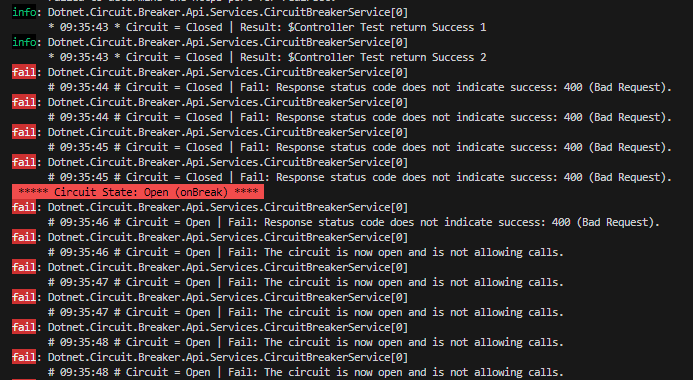 info: Dotnet.Circuit.Breaker.Api.Services.CircuitBreakerService[0]
* 09:35:43 * Circuit = Closed | Result: $Controller Test return Success 1
info: Dotnet.Circuit.Breaker.Api.Services.CircuitBreakerService[0]
* 09:35:43 * Circuit = Closed | Result: $Controller Test return Success 2
fail: Dotnet.Circuit.Breaker.Api.Services.CircuitBreakerService[0]
# 09:35:44 # Circuit = Closed | Fail: Response status code does not indicate success: 400 (Bad Request).
fail: Dotnet.Circuit.Breaker.Api.Services.CircuitBreakerService[0]
# 09:35:44 # Circuit = Closed | Fail: Response status code does not indicate success: 400 (Bad Request).
fail: Dotnet.Circuit.Breaker.Api.Services.CircuitBreakerService[0]
# 09:35:45 # Circuit = Closed | Fail: Response status code does not indicate success: 400 (Bad Request).
fail: Dotnet.Circuit.Breaker.Api.Services.CircuitBreakerService[0]
# 09:35:45 # Circuit = Closed | Fail: Response status code does not indicate success: 400 (Bad Request).
***** Circuit State: Open (onBreak) ****
fail: Dotnet.Circuit.Breaker.Api.Services.CircuitBreakerService[0]
# 09:35:46 # Circuit = Open | Fail: Response status code does not indicate success: 400 (Bad Request).
fail: Dotnet.Circuit.Breaker.Api.Services.CircuitBreakerService[0]
# 09:35:46 # Circuit = Open | Fail: The circuit is now open and is not allowing calls.
fail: Dotnet.Circuit.Breaker.Api.Services.CircuitBreakerService[0]
# 09:35:47 # Circuit = Open | Fail: The circuit is now open and is not allowing calls.
fail: Dotnet.Circuit.Breaker.Api.Services.CircuitBreakerService[0]
# 09:35:47 # Circuit = Open | Fail: The circuit is now open and is not allowing calls.
fail: Dotnet.Circuit.Breaker.Api.Services.CircuitBreakerService[0]
# 09:35:48 # Circuit = Open | Fail: The circuit is now open and is not allowing calls.
fail: Dotnet.Circuit.Breaker.Api.Services.CircuitBreakerService[0]
# 09:35:48 # Circuit = Open | Fail: The circuit is now open and is not allowing calls.